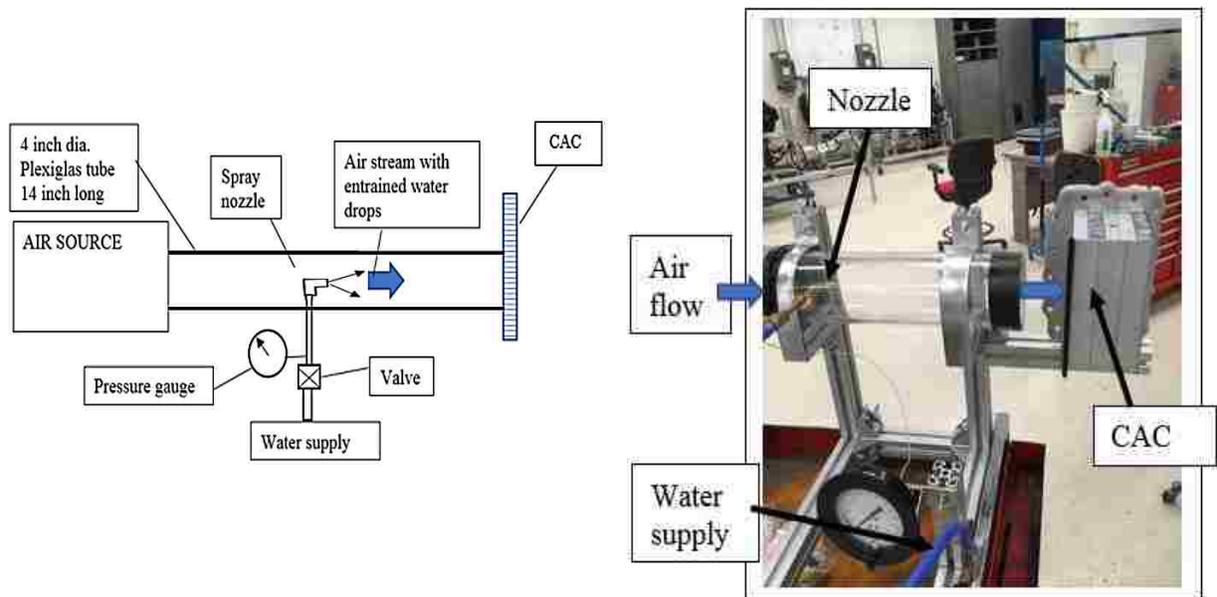 4 inch dia.
Plexiglas tube
14 inch long
AIR SOURCE
Spray
nozzle
Air stream with
entrained water
drops
CAC
Pressure gauge
Valve
Water supply
Nozzle
Air
flow
Water
supply
CAC